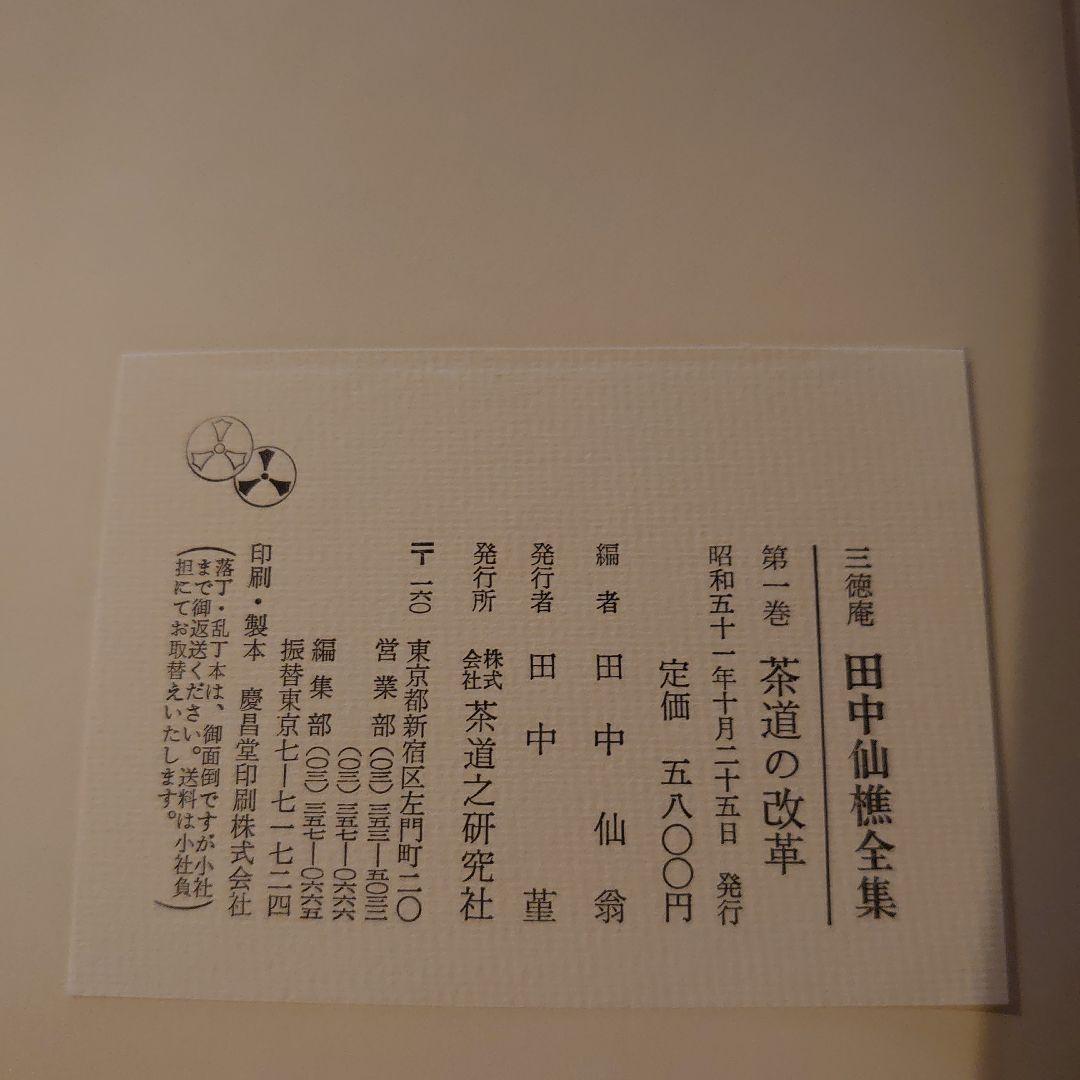 三徳庵 田中仙樵全集
第一巻 茶道の改革
昭和五十一年十月二十五日 発行
定価 五八〇〇円
編者 田中仙翁
発行者 田中菫
発行所 株式会社 茶道之研究社
〒一六〇 東京都新宿区左門町二〇
営業部(〇三)三五三―五〇三二
(〇三)三五七―〇六六六
編集部(〇三)三五七―〇六六五
振替東京七―七一七二四
印刷・製本 慶昌堂印刷株式会社
(落丁・乱丁本は、御面倒ですが小社
まで御返送ください。送料は小社負
担にてお取替えいたします。)